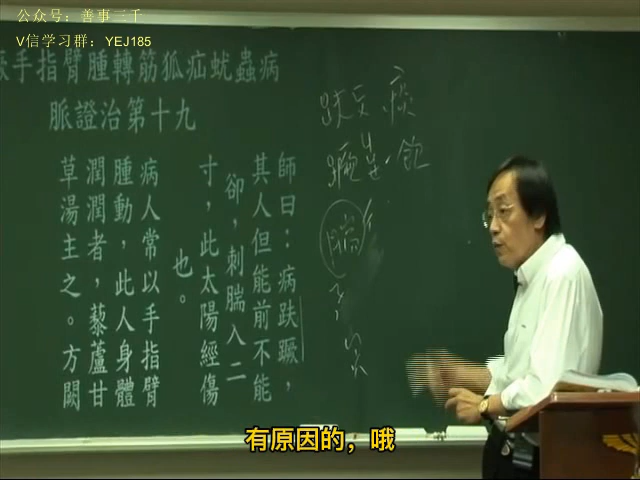 公众号：善事三千
V信学习群：YEJ185
手指臂腫轉筋狐疝蚘蟲病
脈證治第十九
師曰：病趺蹶，
其人但能前不能
卻，刺腨入二
寸，此太陽經傷
也。
病人常以手指臂
腫動，此人身體
瞤瞤者，藜蘆甘
草湯主之。方闕
腨
有原因的，哦